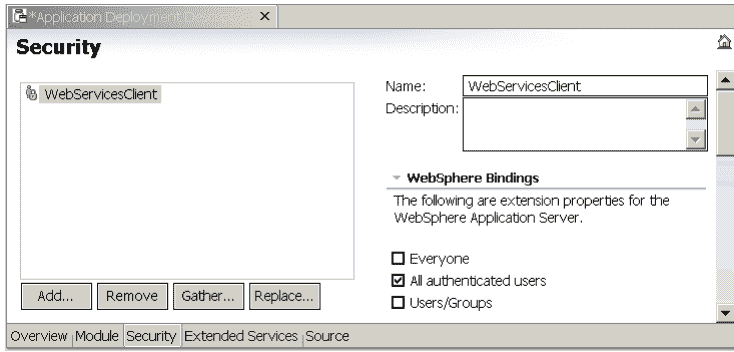 *Application Deployment Descriptor
Security
WebServicesClient
Name: WebServicesClient
Description:
WebSphere Bindings
The following are extension properties for the
WebSphere Application Server.
Everyone
All authenticated users
Users/Groups
Add... Remove Gather... Replace...
Overview Module Security Extended Services Source